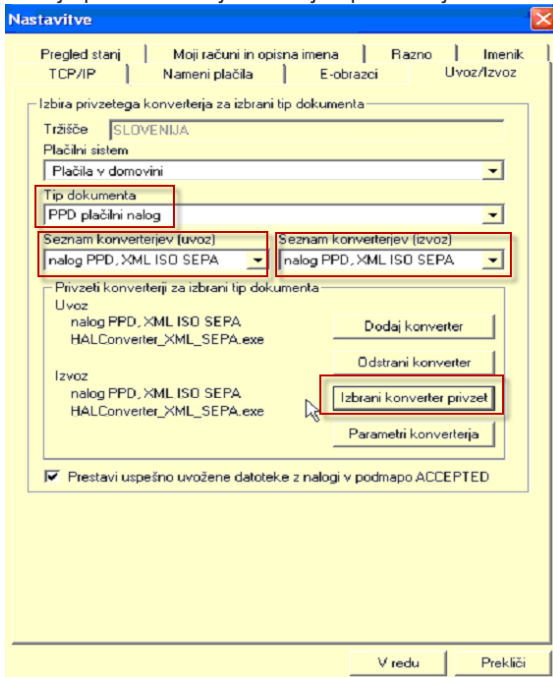 Nastavitve
Pregled stanj | Moji računi in opisna imena | Razno | Imenik
TCP/IP | Nameni plačila | E-obrazci | Uvoz/Izvoz
Izbira privzetega konverterja za izbrani tip dokumenta
Tržišče SLOVENIJA
Plačilni sistem
Plačila v domovini
Tip dokumenta
PPD plačilni nalog
Seznam konverterjev (uvoz) Seznam konverterjev (izvoz)
nalog PPD, XML ISO SEPA nalog PPD, XML ISO SEPA
Privzeti konverterji za izbrani tip dokumenta
Uvoz
nalog PPD, XML ISO SEPA
HALConverter_XML_SEPA.exe
Dodaj konverter
Odstrani konverter
Izvoz
nalog PPD, XML ISO SEPA
HALConverter_XML_SEPA.exe
Izbrani konverter privzet
Parametri konverterja
Prestavi uspešno uvožene datoteke z nalogi v podmapo ACCEPTED
V redu Prekliči